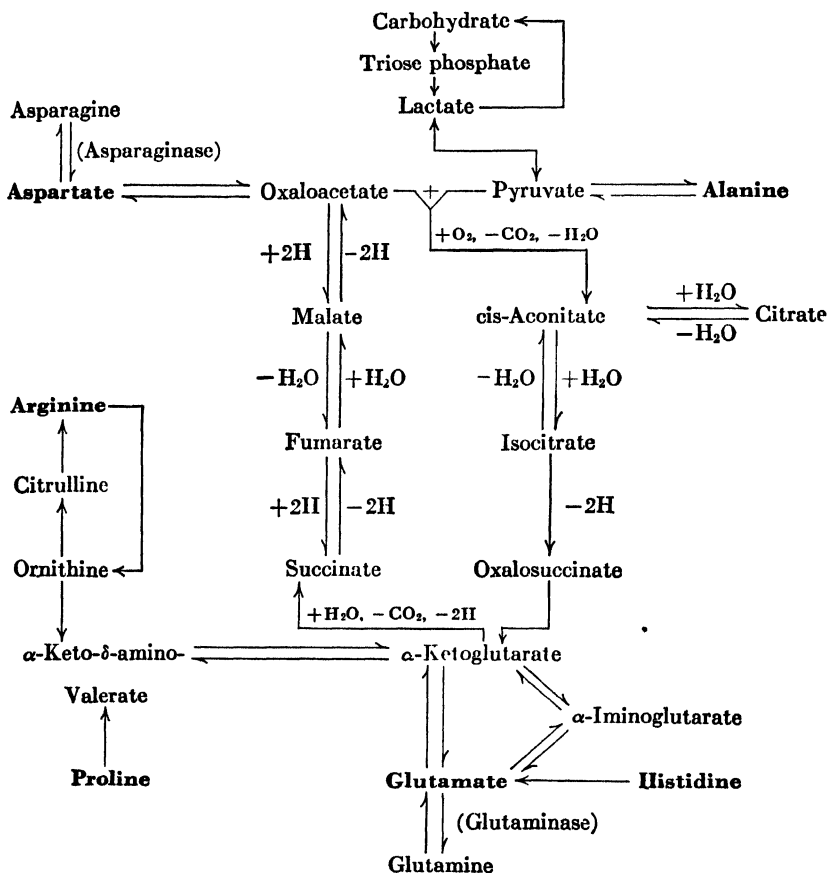 Carbohydrate
Triose phosphate
Lactate
Asparagine
(Asparaginase)
Aspartate
Oxaloacetate
+
Pyruvate
Alanine
+O₂, −CO₂, −H₂O
+2H
−2H
Malate
cis-Aconitate
+H₂O
−H₂O
Citrate
−H₂O
+H₂O
−H₂O
+H₂O
Arginine
Fumarate
Isocitrate
Citrulline
+2H
−2H
−2H
Ornithine
Succinate
Oxalosuccinate
+H₂O, −CO₂, −2H
α-Keto-δ-amino-
Valerate
α-Ketoglutarate
α-Iminoglutarate
Proline
Glutamate
Histidine
(Glutaminase)
Glutamine